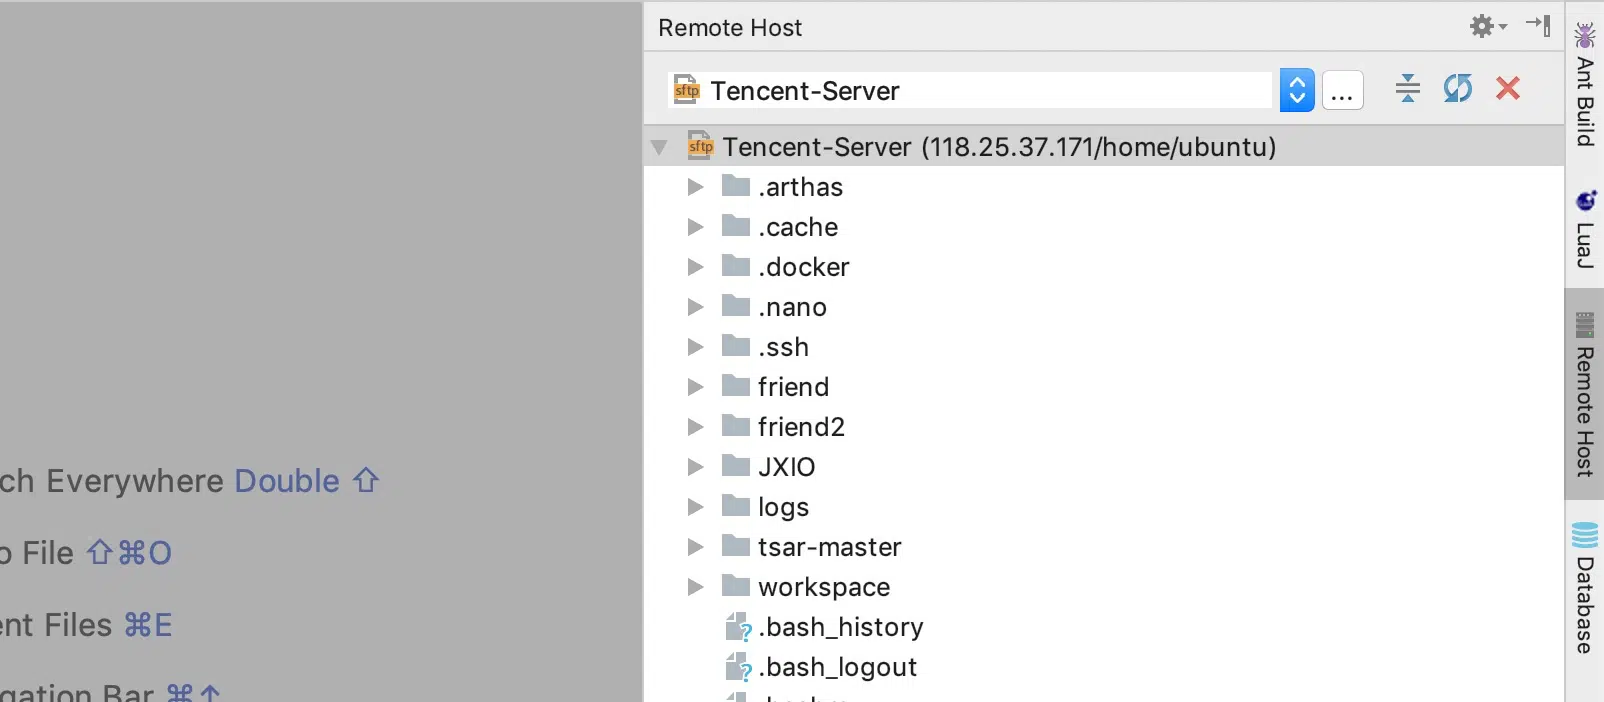 Remote Host
sftp Tencent-Server
...
sftp Tencent-Server (118.25.37.171/home/ubuntu)
.arthas
.cache
.docker
.nano
.ssh
friend
friend2
JXIO
logs
tsar-master
workspace
? .bash_history
? .bash_logout
ch Everywhere Double ⇧
o File ⇧⌘O
ent Files ⌘E
gation Bar ⌘↑
Ant Build
LuaJ
Remote Host
Database